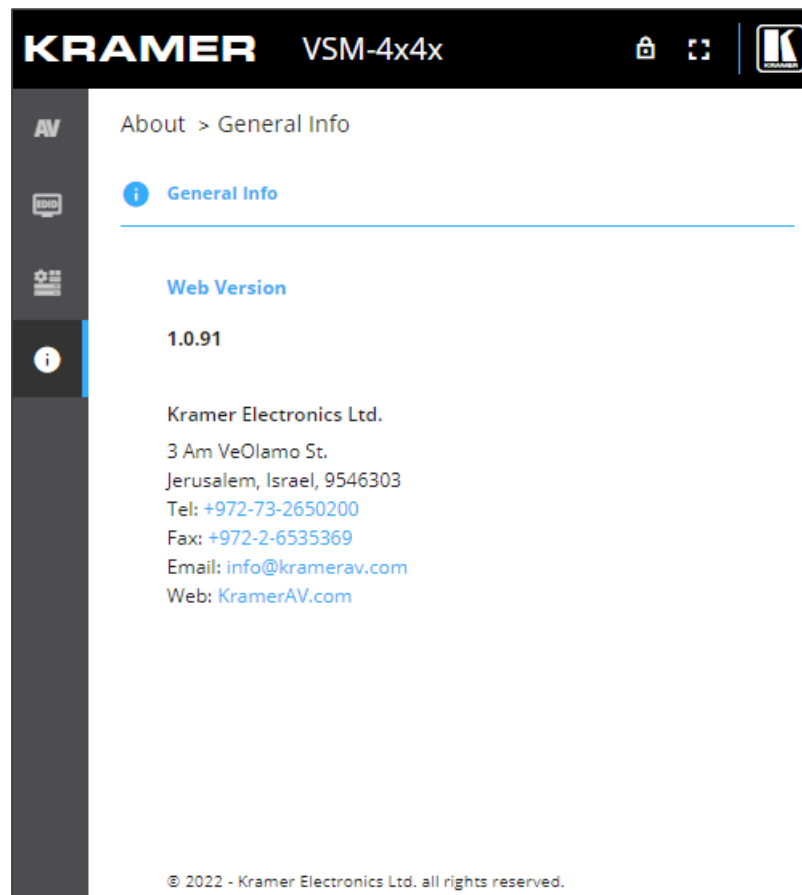 KRAMER VSM-4x4x
KRAMER
AV
About > General Info
EDID
General Info
Web Version
1.0.91
Kramer Electronics Ltd.
3 Am VeOlamo St.
Jerusalem, Israel, 9546303
Tel: +972-73-2650200
Fax: +972-2-6535369
Email: info@kramerav.com
Web: KramerAV.com
© 2022 - Kramer Electronics Ltd. all rights reserved.